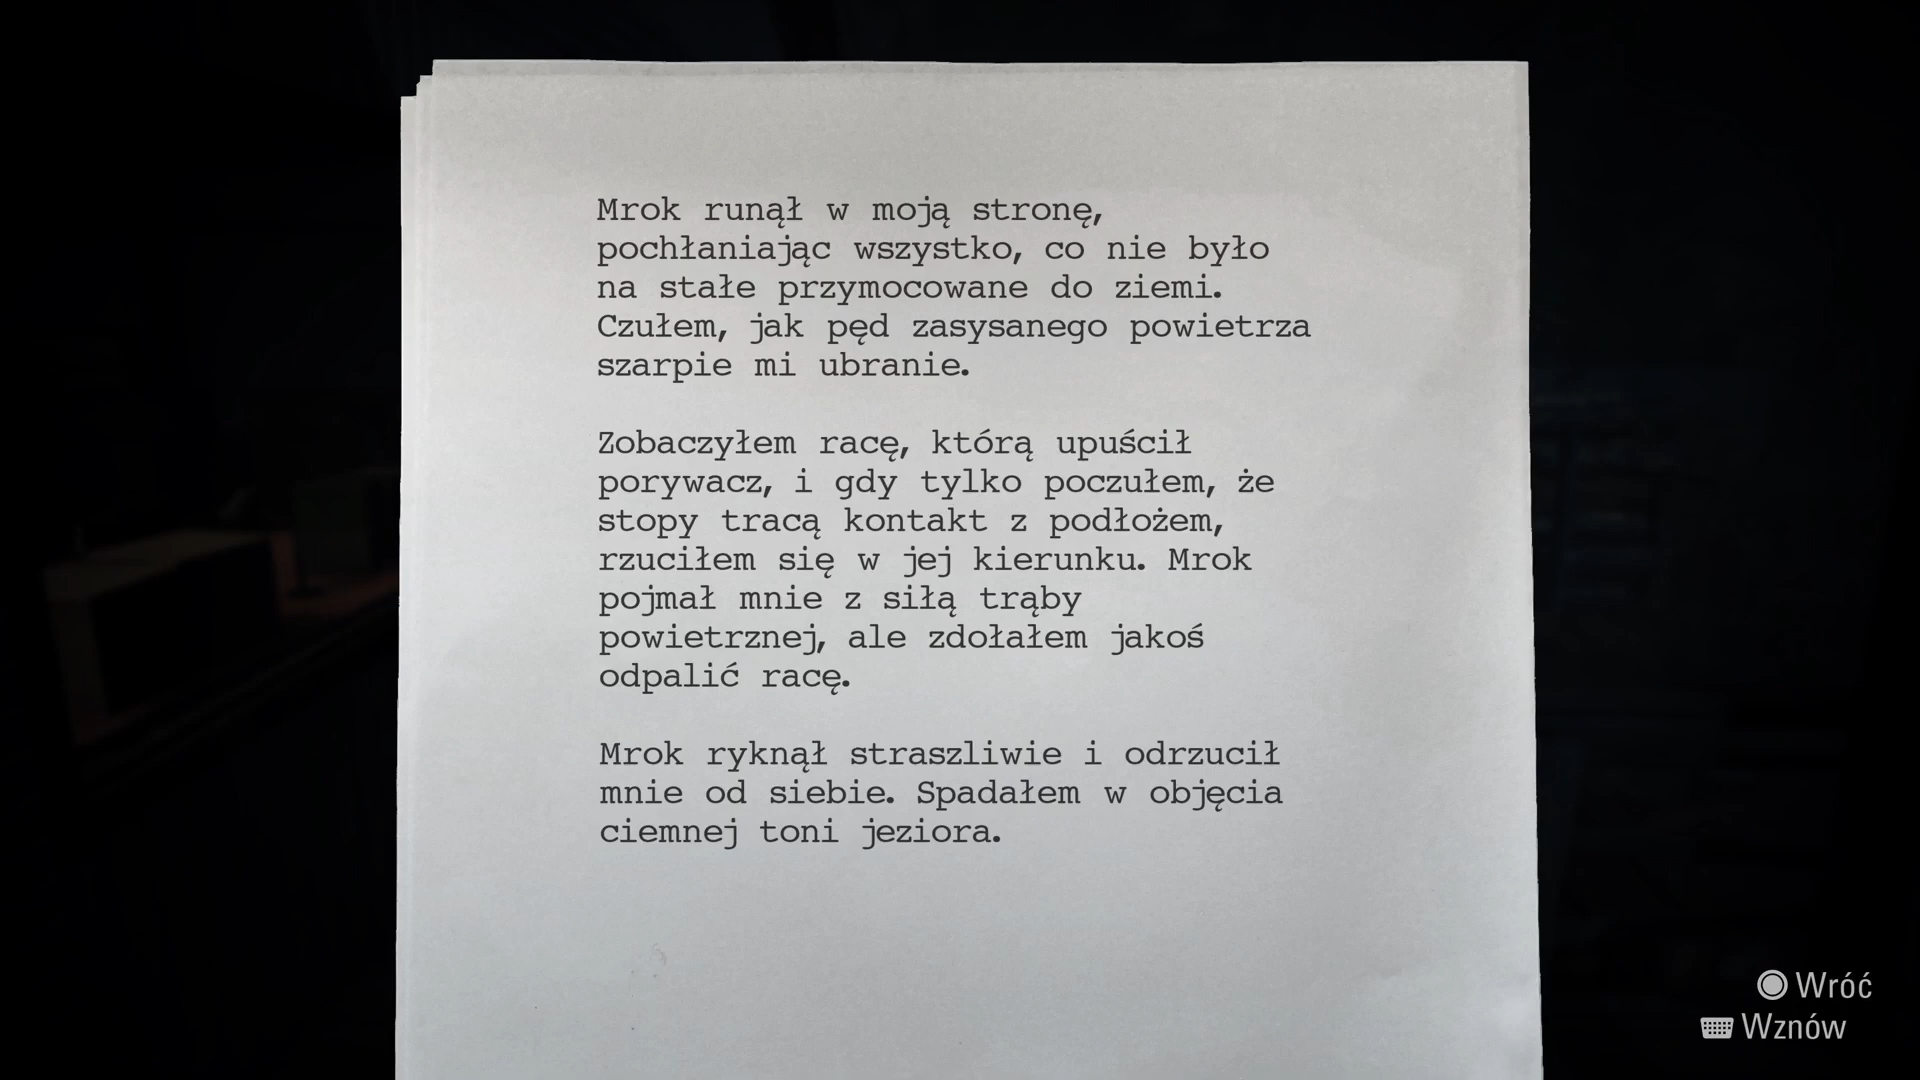 Mrok runął w moją stronę,
pochłaniając wszystko, co nie było
na stałe przymocowane do ziemi.
Czułem, jak pęd zasysanego powietrza
szarpie mi ubranie.
Zobaczyłem racę, którą upuścił
porywacz, i gdy tylko poczułem, że
stopy tracą kontakt z podłożem,
rzuciłem się w jej kierunku. Mrok
pojmał mnie z siłą trąby
powietrznej, ale zdołałem jakoś
odpalić racę.
Mrok ryknął straszliwie i odrzucił
mnie od siebie. Spadałem w objęcia
ciemnej toni jeziora.
Wróć
Wznów